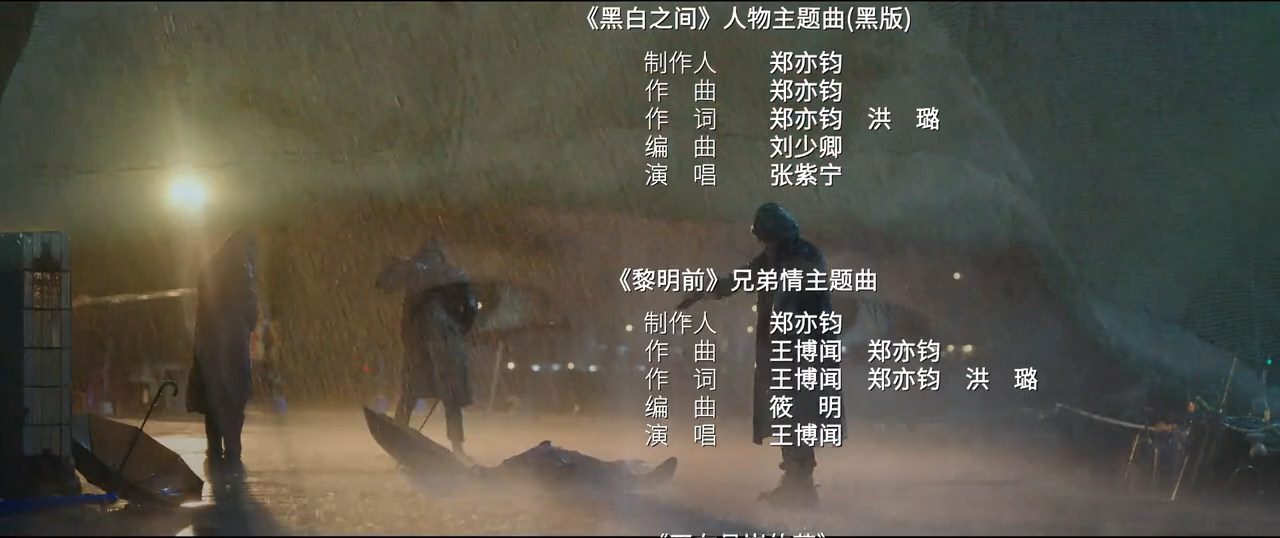 《黑白之间》人物主题曲(黑版)
制作人 郑亦钧
作 曲 郑亦钧
作 词 郑亦钧 洪 璐
编 曲 刘少卿
演 唱 张紫宁
《黎明前》兄弟情主题曲
制作人 郑亦钧
作 曲 王博闻 郑亦钧
作 词 王博闻 郑亦钧 洪 璐
编 曲 筱 明
演 唱 王博闻